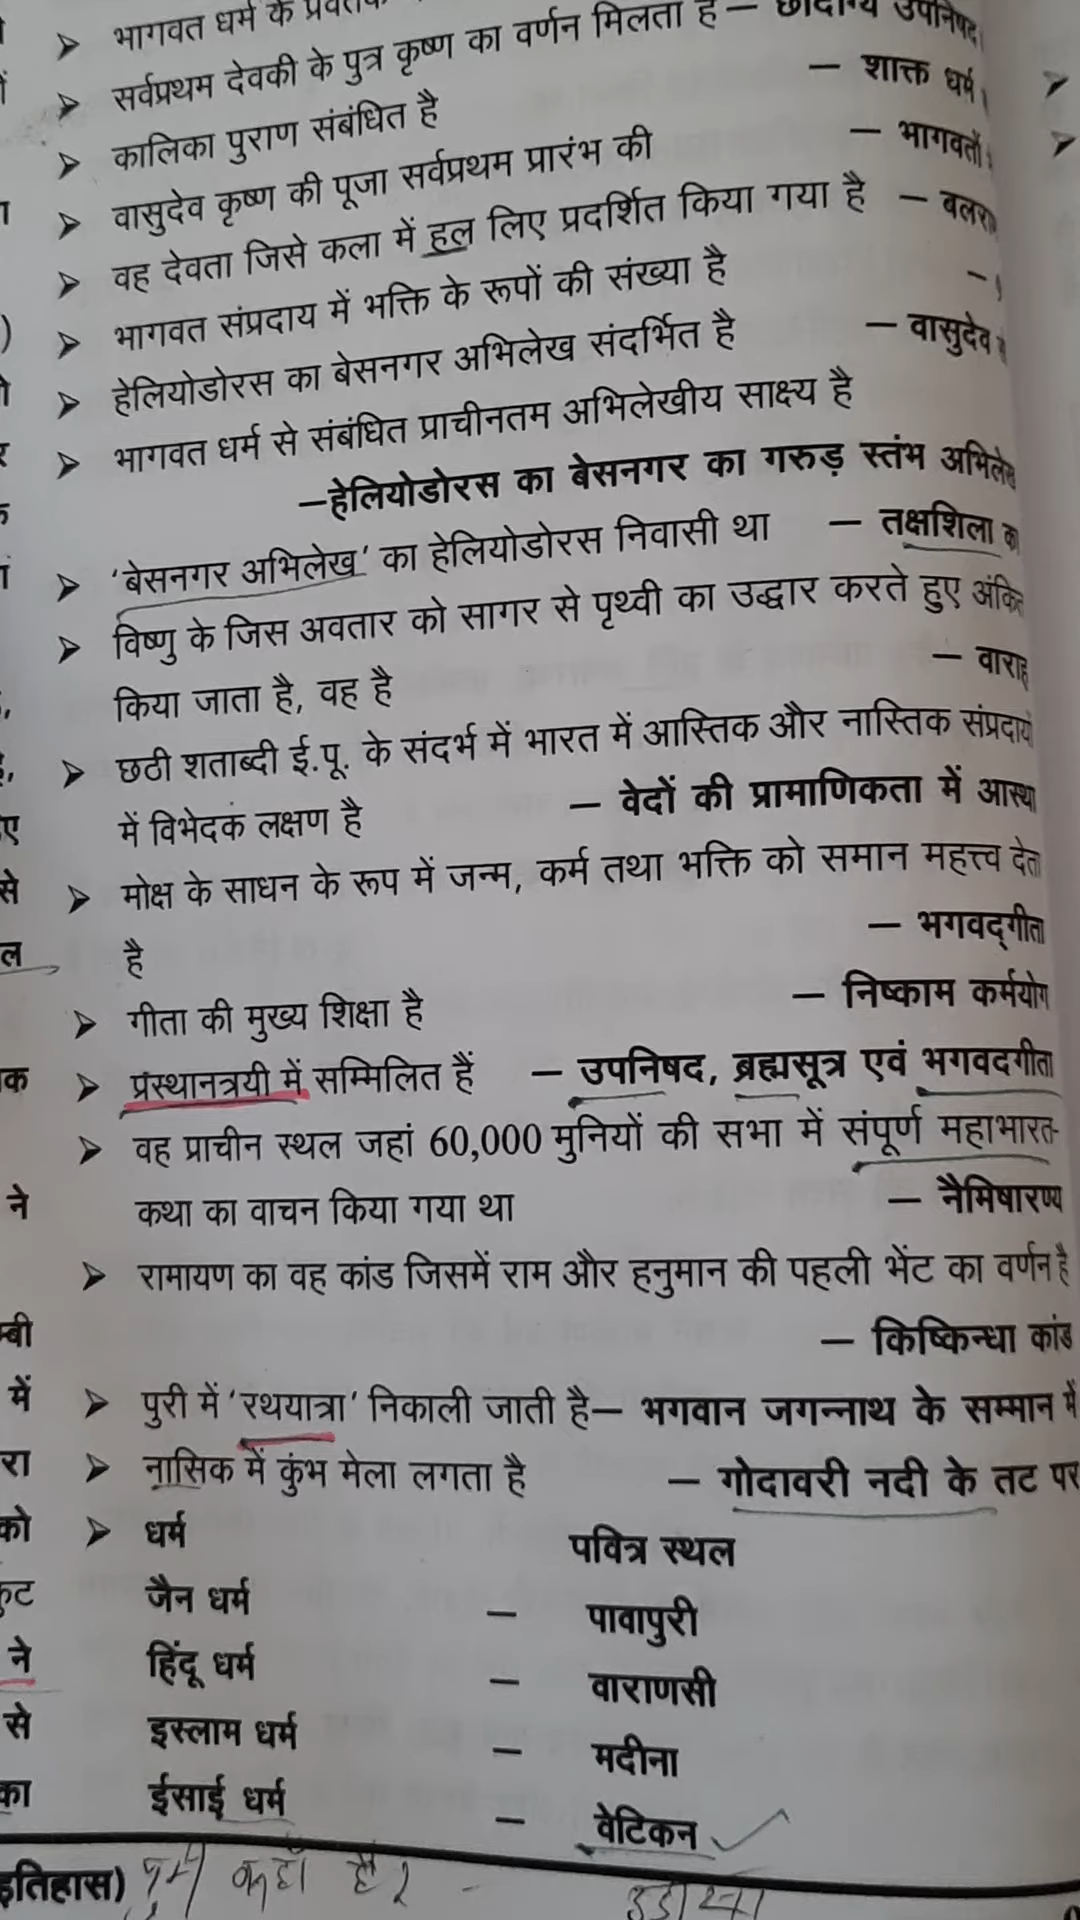 भागवत धर्म के
सर्वप्रथम देवकी के पुत्र कृष्ण का वर्णन मिलता है — छांदोग्य उपनिषद
कालिका पुराण संबंधित है — शाक्त धर्म
वासुदेव कृष्ण की पूजा सर्वप्रथम प्रारंभ की — भागवतों
वह देवता जिसे कला में हल लिए प्रदर्शित किया गया है —
भागवत संप्रदाय में भक्ति के रूपों की संख्या है —
हेलियोडोरस का बेसनगर अभिलेख संदर्भित है — वासुदेव
भागवत धर्म से संबंधित प्राचीनतम अभिलेखीय साक्ष्य है
—हेलियोडोरस का बेसनगर का गरुड़ स्तंभ अभिलेख
'बेसनगर अभिलेख' का हेलियोडोरस निवासी था — तक्षशिला का
विष्णु के जिस अवतार को सागर से पृथ्वी का उद्धार करते हुए अंकित
किया जाता है, वह है — वाराह
छठी शताब्दी ई.पू. के संदर्भ में भारत में आस्तिक और नास्तिक संप्रदायों
में विभेदक लक्षण है — वेदों की प्रामाणिकता में आस्था
मोक्ष के साधन के रूप में जन्म, कर्म तथा भक्ति को समान महत्त्व देता
है — भगवद्गीता
गीता की मुख्य शिक्षा है — निष्काम कर्मयोग
प्रस्थानत्रयी में सम्मिलित हैं — उपनिषद, ब्रह्मसूत्र एवं भगवदगीता
वह प्राचीन स्थल जहां 60,000 मुनियों की सभा में संपूर्ण महाभारत-
कथा का वाचन किया गया था — नैमिषारण्य
रामायण का वह कांड जिसमें राम और हनुमान की पहली भेंट का वर्णन है
— किष्किन्धा कांड
पुरी में 'रथयात्रा' निकाली जाती है— भगवान जगन्नाथ के सम्मान में
नासिक में कुंभ मेला लगता है — गोदावरी नदी के तट पर
धर्म पवित्र स्थल
जैन धर्म — पावापुरी
हिंदू धर्म — वाराणसी
इस्लाम धर्म — मदीना
ईसाई धर्म — वेटिकन
इतिहास) कहाँ है